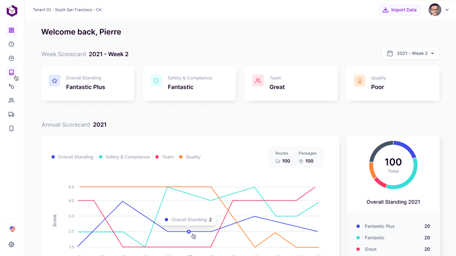 Tenant 01 - South San Francisco - CA
Import Data
Welcome back, Pierre
Week Scorecard 2021 - Week 2
2021 - Week 2
Overall Standing
Fantastic Plus
Safety & Compliance
Fantastic
Team
Great
Quality
Poor
Annual Scorecard 2021
Overall Standing
Safety & Compliance
Team
Quality
Routes
100
Packages
100
Score
5.0
4.0
3.0
2.0
1.0
Overall Standing: 2
100
Total
Overall Standing 2021
Fantastic Plus 20
Fantastic 20
Great 20